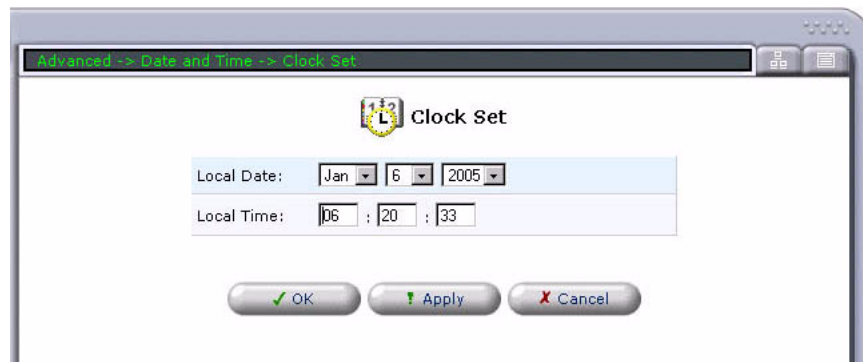 Advanced -> Date and Time -> Clock Set
Clock Set
Local Date: Jan 6 2005
Local Time: 06 : 20 : 33
OK Apply Cancel